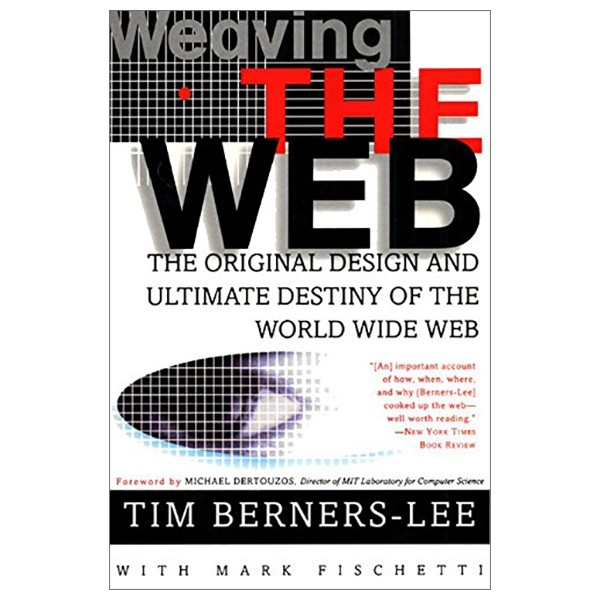 Weaving
THE
WEB
THE ORIGINAL DESIGN AND
ULTIMATE DESTINY OF THE
WORLD WIDE WEB
"[An] important account
of how, when, where,
and why [Berners-Lee]
cooked up the web—
well worth reading."
—NEW YORK TIMES
BOOK REVIEW
Foreword by MICHAEL DERTOUZOS, Director of MIT Laboratory for Computer Science
TIM BERNERS-LEE
WITH MARK FISCHETTI